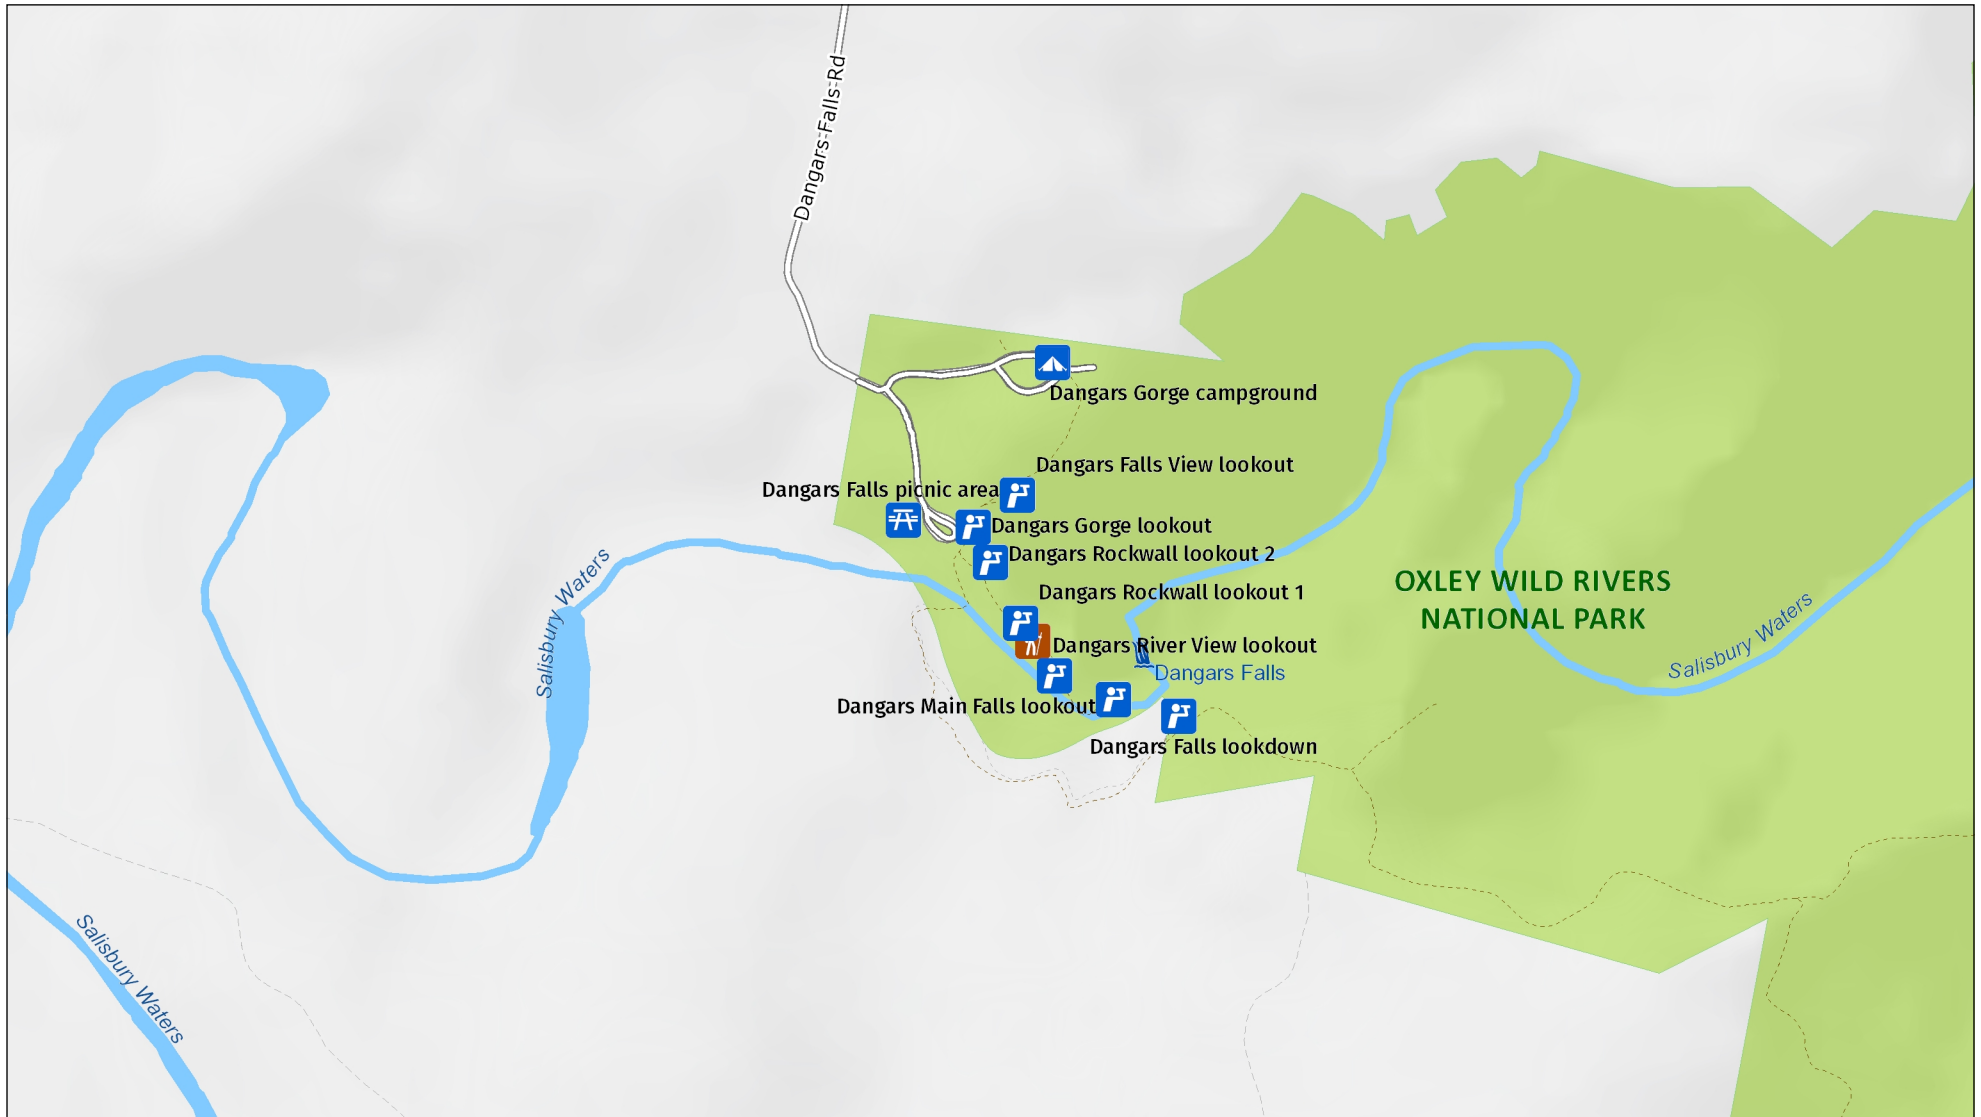 Dangars-Falls-Rd
Dangars Gorge campground
Dangars Falls View lookout
Dangars Falls picnic area
Dangars Gorge lookout
Dangars Rockwall lookout 2
Salisbury Waters
OXLEY WILD RIVERS
NATIONAL PARK
Dangars Rockwall lookout 1
Dangars River View lookout
Salisbury Waters
Dangars Falls
Dangars Main Falls lookout
Dangars Falls lookdown
Salisbury Waters